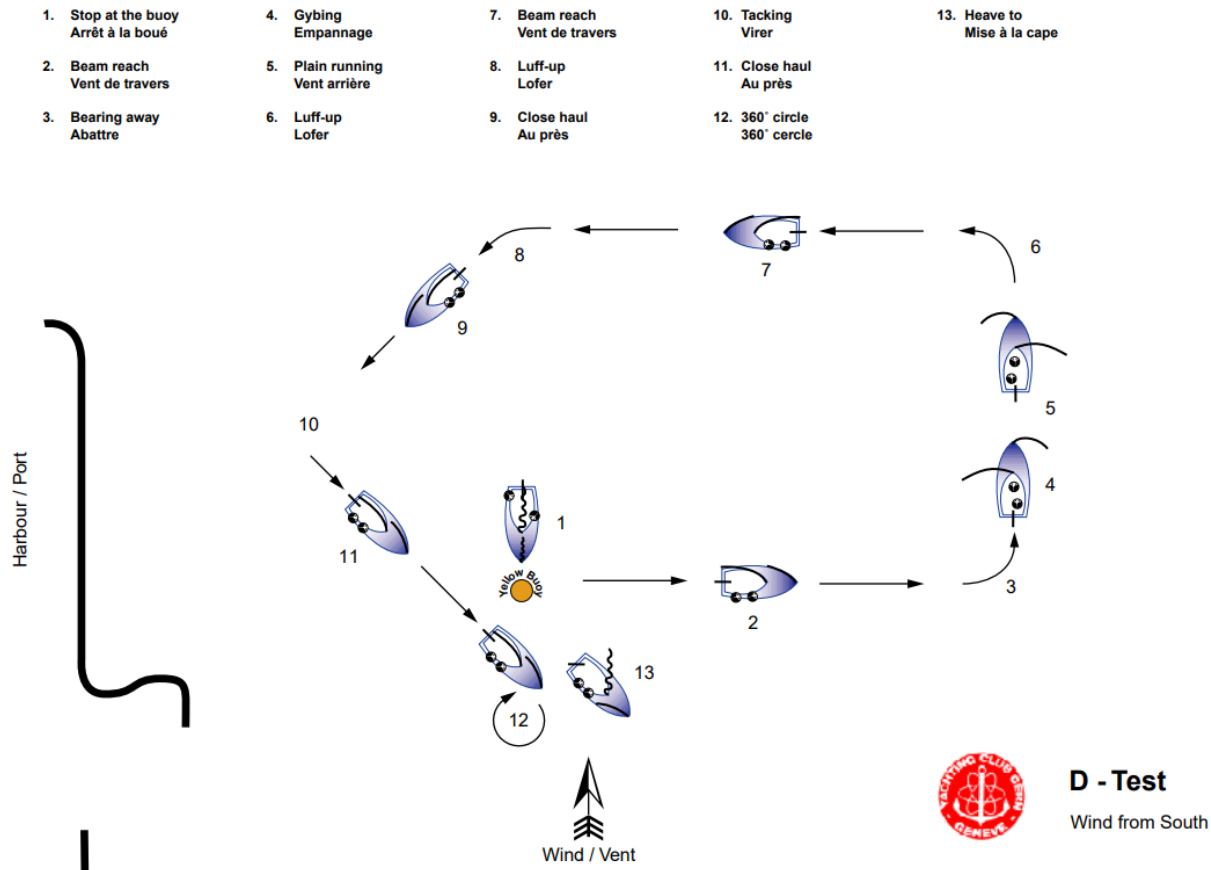 1. Stop at the buoy
Arrêt à la boué
2. Beam reach
Vent de travers
3. Bearing away
Abattre
4. Gybing
Empannage
5. Plain running
Vent arrière
6. Luff-up
Lofer
7. Beam reach
Vent de travers
8. Luff-up
Lofer
9. Close haul
Au près
10. Tacking
Virer
11. Close haul
Au près
12. 360° circle
360° cercle
13. Heave to
Mise à la cape
8
7
6
9
5
10
4
Harbour / Port
1
11
Yellow Buoy
2
3
13
12
Wind / Vent
YACHTING CLUB CERN
- GENEVE -
D - Test
Wind from South